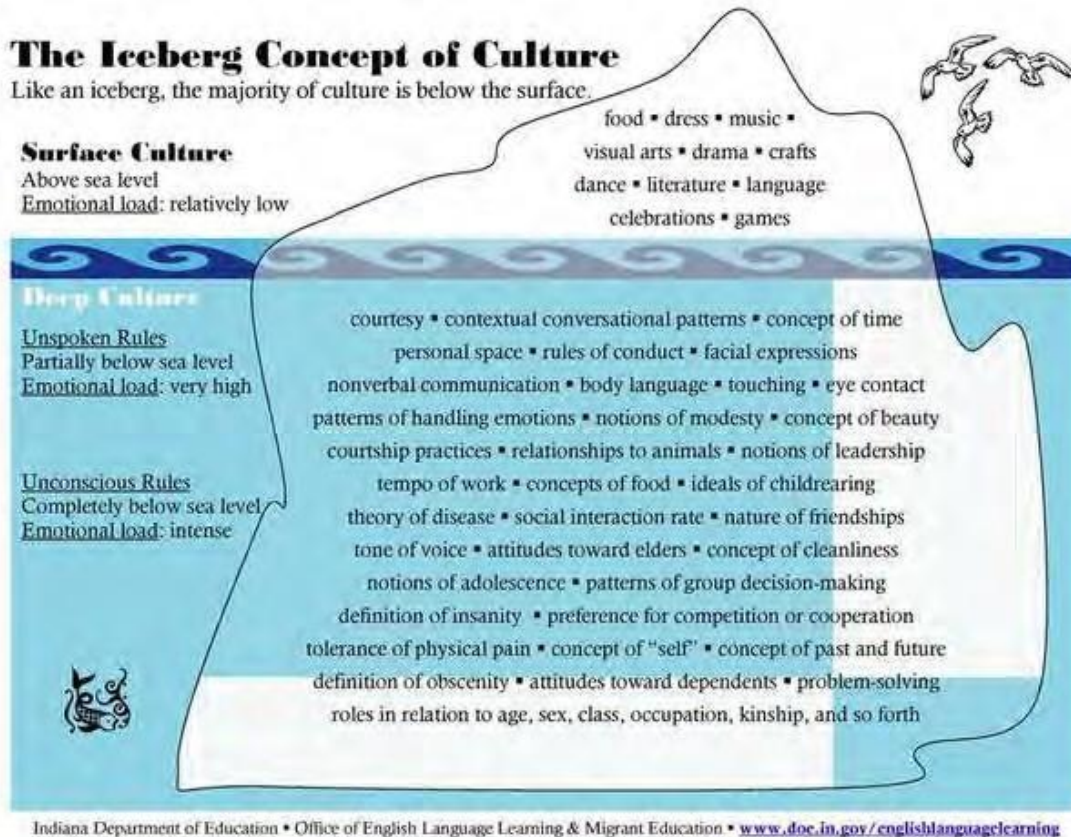 The Iceberg Concept of Culture
Like an iceberg, the majority of culture is below the surface.
Surface Culture
Above sea level
Emotional load: relatively low
food ▪ dress ▪ music ▪
visual arts ▪ drama ▪ crafts
dance ▪ literature ▪ language
celebrations ▪ games
Deep Culture
Unspoken Rules
Partially below sea level
Emotional load: very high
Unconscious Rules
Completely below sea level
Emotional load: intense
courtesy ▪ contextual conversational patterns ▪ concept of time
personal space ▪ rules of conduct ▪ facial expressions
nonverbal communication ▪ body language ▪ touching ▪ eye contact
patterns of handling emotions ▪ notions of modesty ▪ concept of beauty
courtship practices ▪ relationships to animals ▪ notions of leadership
tempo of work ▪ concepts of food ▪ ideals of childrearing
theory of disease ▪ social interaction rate ▪ nature of friendships
tone of voice ▪ attitudes toward elders ▪ concept of cleanliness
notions of adolescence ▪ patterns of group decision-making
definition of insanity ▪ preference for competition or cooperation
tolerance of physical pain ▪ concept of “self” ▪ concept of past and future
definition of obscenity ▪ attitudes toward dependents ▪ problem-solving
roles in relation to age, sex, class, occupation, kinship, and so forth
Indiana Department of Education ▪ Office of English Language Learning & Migrant Education ▪ www.doe.in.gov/englishlanguagelearning